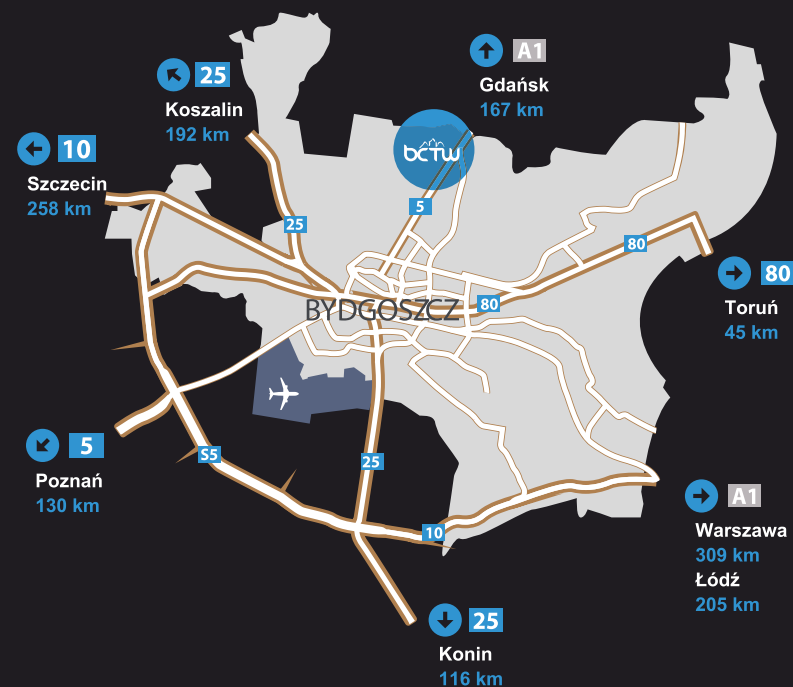 A1
Gdańsk
167 km
25
Koszalin
192 km
10
Szczecin
258 km
bcтw
5
25
80
80
Toruń
45 km
80
BYDGOSZCZ
5
Poznań
130 km
S5
25
A1
Warszawa
309 km
Łódź
205 km
10
25
Konin
116 km